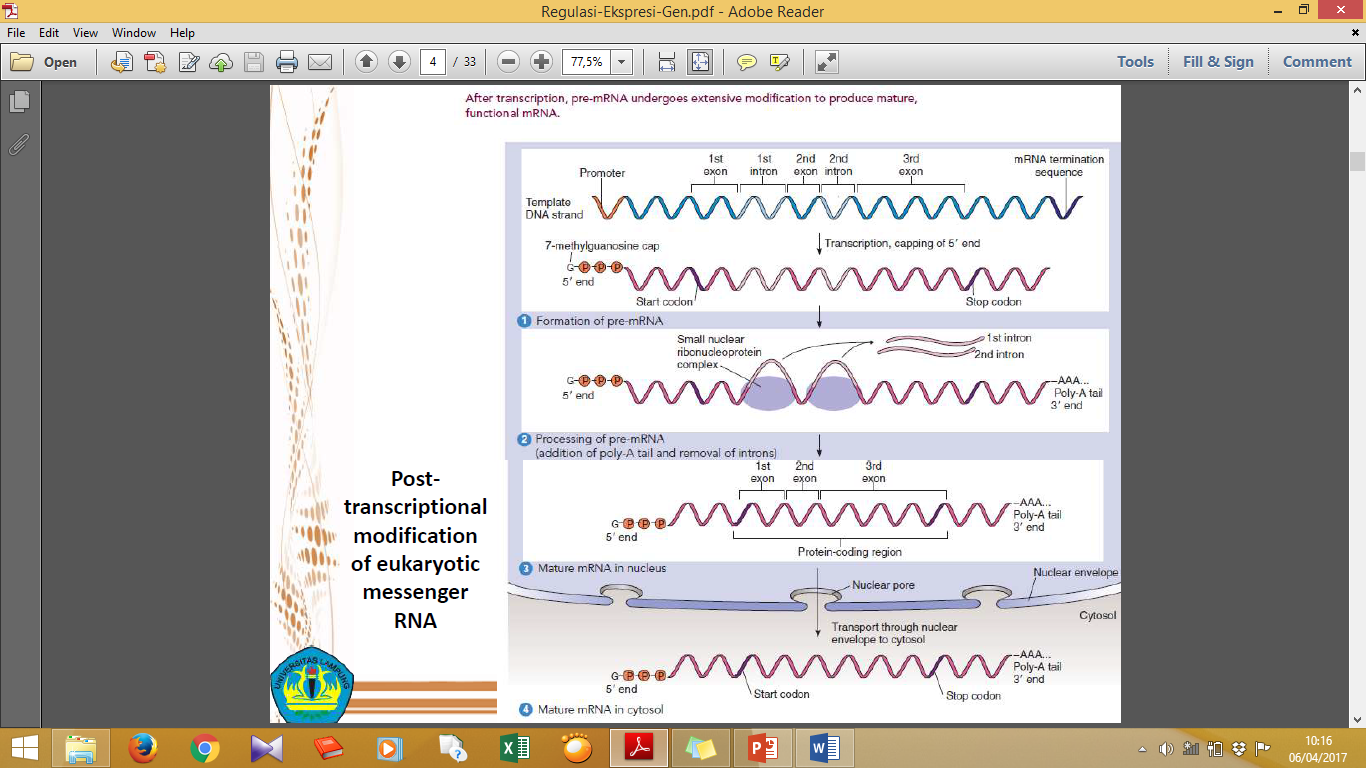 Regulasi-Ekspresi-Gen.pdf - Adobe Reader
File Edit View Window Help
Open 4 / 33 77,5% Tools Fill & Sign Comment
After transcription, pre-mRNA undergoes extensive modification to produce mature,
functional mRNA.
Promoter
1st
exon
1st
intron
2nd
exon
2nd
intron
3rd
exon
mRNA termination
sequence
Template
DNA strand
Transcription, capping of 5′ end
7-methylguanosine cap
G P P P
5′ end
Start codon
Stop codon
1 Formation of pre-mRNA
Small nuclear
ribonucleoprotein
complex
1st intron
2nd intron
G P P P
5′ end
AAA...
Poly-A tail
3′ end
2 Processing of pre-mRNA
(addition of poly-A tail and removal of introns)
1st
exon
2nd
exon
3rd
exon
G P P P
5′ end
AAA...
Poly-A tail
3′ end
Protein-coding region
3 Mature mRNA in nucleus
Nuclear pore
Nuclear envelope
Cytosol
Transport through nuclear
envelope to cytosol
G P P P
5′ end
AAA...
Poly-A tail
3′ end
Start codon
Stop codon
4 Mature mRNA in cytosol
Post-
transcriptional
modification
of eukaryotic
messenger
RNA
UNIVERSITAS LAMPUNG
10:16
06/04/2017